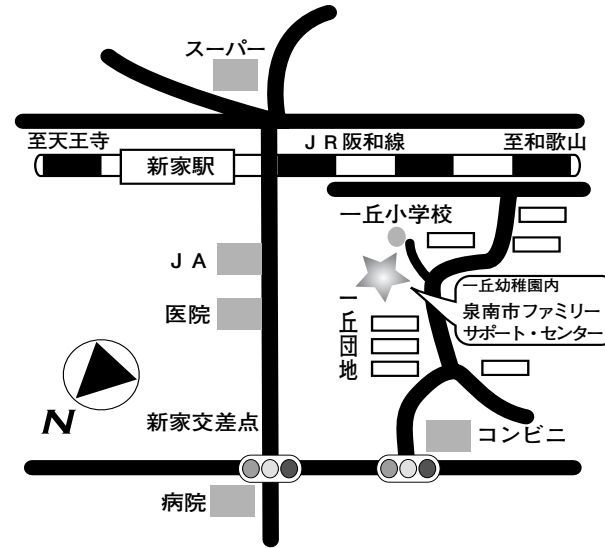 スーパー
至天王寺
JR阪和線
至和歌山
新家駅
一丘小学校
JA
一丘幼稚園内
泉南市ファミリー
サポート・センター
医院
一丘団地
N
新家交差点
コンビニ
病院